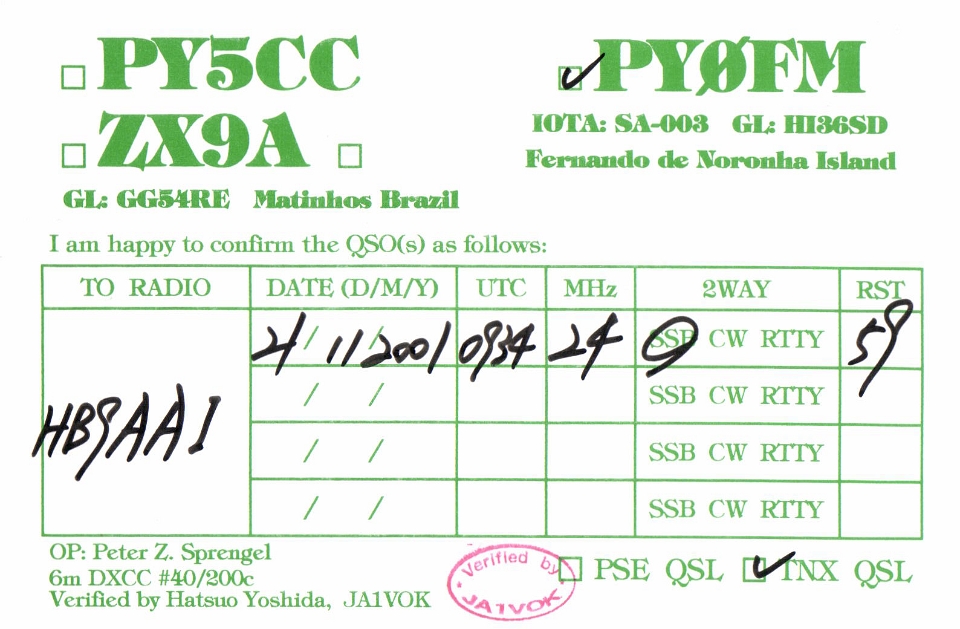 PY5CC
ZX9A
GL: GG54RE Matinhos Brazil
PYØFM
IOTA: SA-003 GL: HI36SD
Fernando de Noronha Island
I am happy to confirm the QSO(s) as follows:
TO RADIO DATE (D/M/Y) UTC MHz 2WAY RST
21 / 11 / 2001 0934 24 SSB CW RTTY 59
HB9AAI
/ / SSB CW RTTY
/ / SSB CW RTTY
/ / SSB CW RTTY
OP: Peter Z. Sprengel
6m DXCC #40/200c
Verified by Hatsuo Yoshida, JA1VOK
Verified by
JA1VOK
PSE QSL TNX QSL